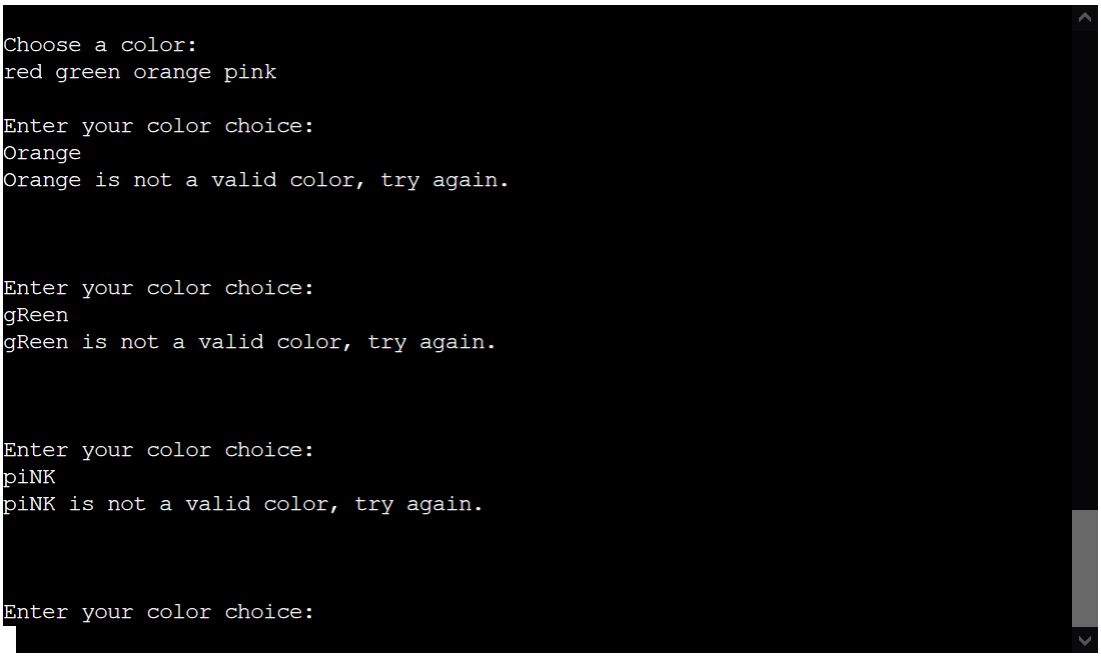 Choose a color:
red green orange pink
Enter your color choice:
Orange
Orange is not a valid color, try again.
Enter your color choice:
gReen
gReen is not a valid color, try again.
Enter your color choice:
piNK
piNK is not a valid color, try again.
Enter your color choice: